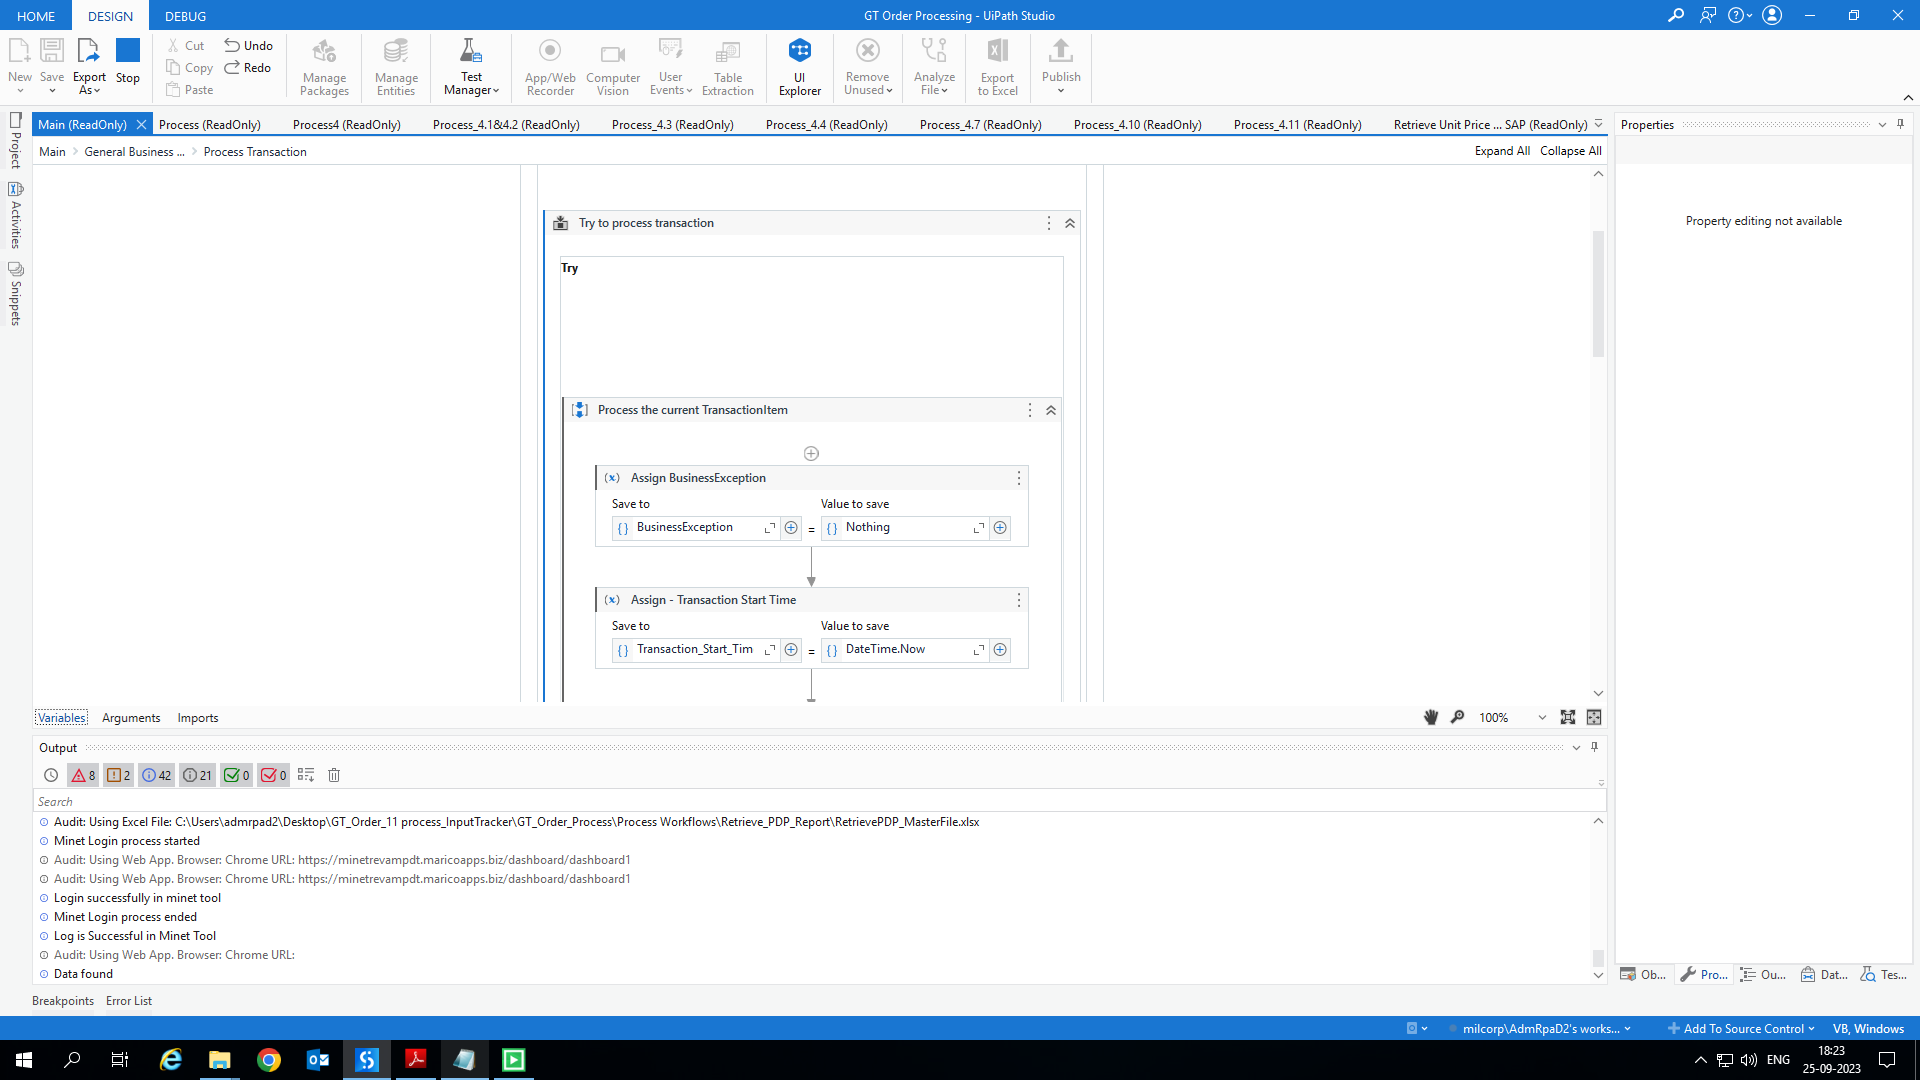 HOME DESIGN DEBUG GT Order Processing - UiPath Studio
New Save Export As Stop Cut Copy Paste Undo Redo Manage Packages Manage Entities Test Manager App/Web Recorder Computer Vision User Events Table Extraction UI Explorer Remove Unused Analyze File Export to Excel Publish
Main (ReadOnly) Process (ReadOnly) Process4 (ReadOnly) Process_4.1&4.2 (ReadOnly) Process_4.3 (ReadOnly) Process_4.4 (ReadOnly) Process_4.7 (ReadOnly) Process_4.10 (ReadOnly) Process_4.11 (ReadOnly) Retrieve Unit Price ... SAP (ReadOnly) Properties
Main General Business ... Process Transaction Expand All Collapse All
Project
Activities
Snippets
Property editing not available
Try to process transaction
Try
Process the current TransactionItem
Assign BusinessException
Save to Value to save
BusinessException = Nothing
Assign - Transaction Start Time
Save to Value to save
Transaction_Start_Tim = DateTime.Now
Variables Arguments Imports 100%
Output
8 2 42 21 0 0
Search
Audit: Using Excel File: C:\Users\admrpad2\Desktop\GT_Order_11 process_InputTracker\GT_Order_Process\Process Workflows\Retrieve_PDP_Report\RetrievePDP_MasterFile.xlsx
Minet Login process started
Audit: Using Web App. Browser: Chrome URL: https://minetrevampdt.maricoapps.biz/dashboard/dashboard1
Audit: Using Web App. Browser: Chrome URL: https://minetrevampdt.maricoapps.biz/dashboard/dashboard1
Login successfully in minet tool
Minet Login process ended
Log is Successful in Minet Tool
Audit: Using Web App. Browser: Chrome URL:
Data found
Ob... Pro... Ou... Dat... Tes...
Breakpoints Error List
milcorp\AdmRpaD2's works... Add To Source Control VB, Windows
ENG 18:23
25-09-2023